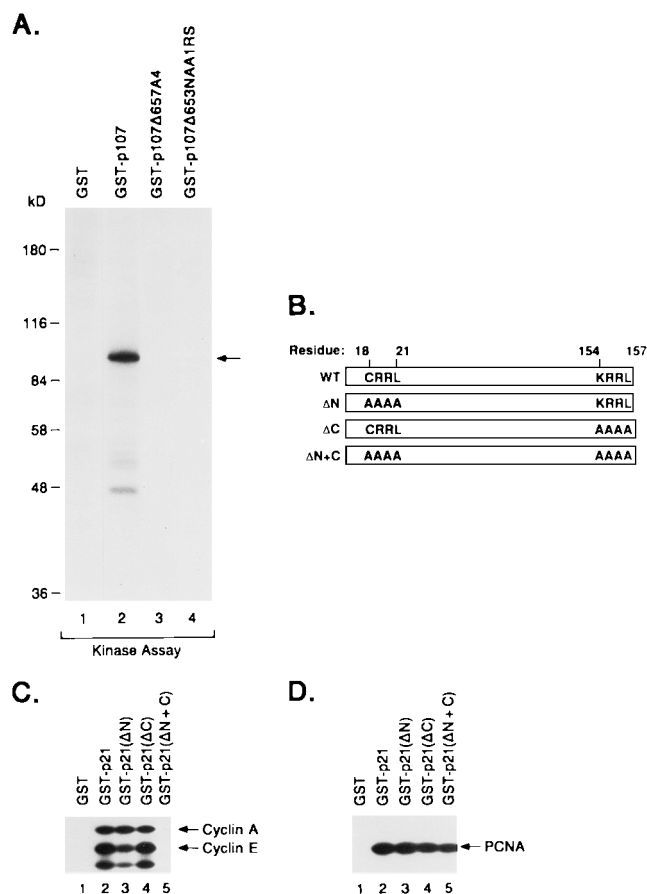 A.
GST
GST-p107
GST-p107Δ657A4
GST-p107Δ653NAA1RS
kD
180
116
84
58
48
36
1 2 3 4
Kinase Assay
B.
Residue: 18 21 154 157
WT CRRL KRRL
ΔN AAAA KRRL
ΔC CRRL AAAA
ΔN+C AAAA AAAA
C.
GST
GST-p21
GST-p21(ΔN)
GST-p21(ΔC)
GST-p21(ΔN + C)
Cyclin A
Cyclin E
1 2 3 4 5
D.
GST
GST-p21
GST-p21(ΔN)
GST-p21(ΔC)
GST-p21(ΔN + C)
PCNA
1 2 3 4 5